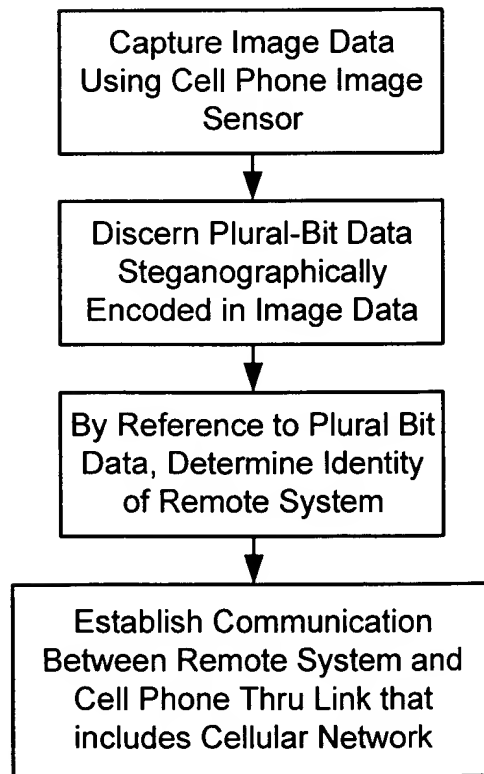 Capture Image Data
Using Cell Phone Image
Sensor
Discern Plural-Bit Data
Steganographically
Encoded in Image Data
By Reference to Plural Bit
Data, Determine Identity
of Remote System
Establish Communication
Between Remote System and
Cell Phone Thru Link that
includes Cellular Network